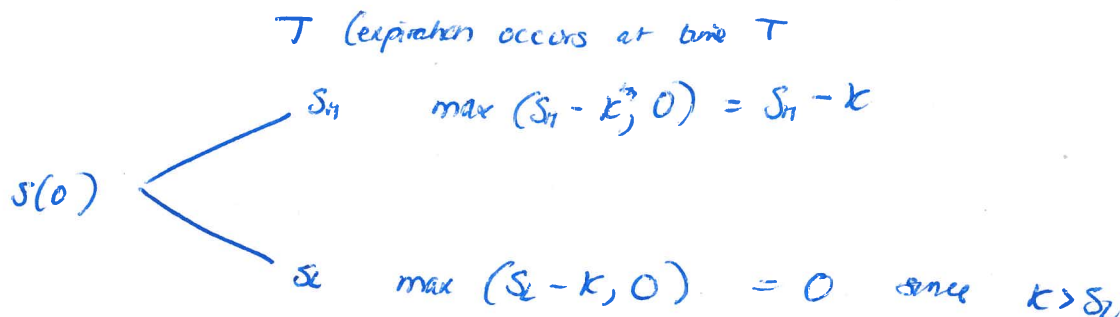 T (expiration occurs at time T
S_H max (S_H - K, 0) = S_H - K
S(0)
S_L max (S_L - K, 0) = 0 since K > S_L